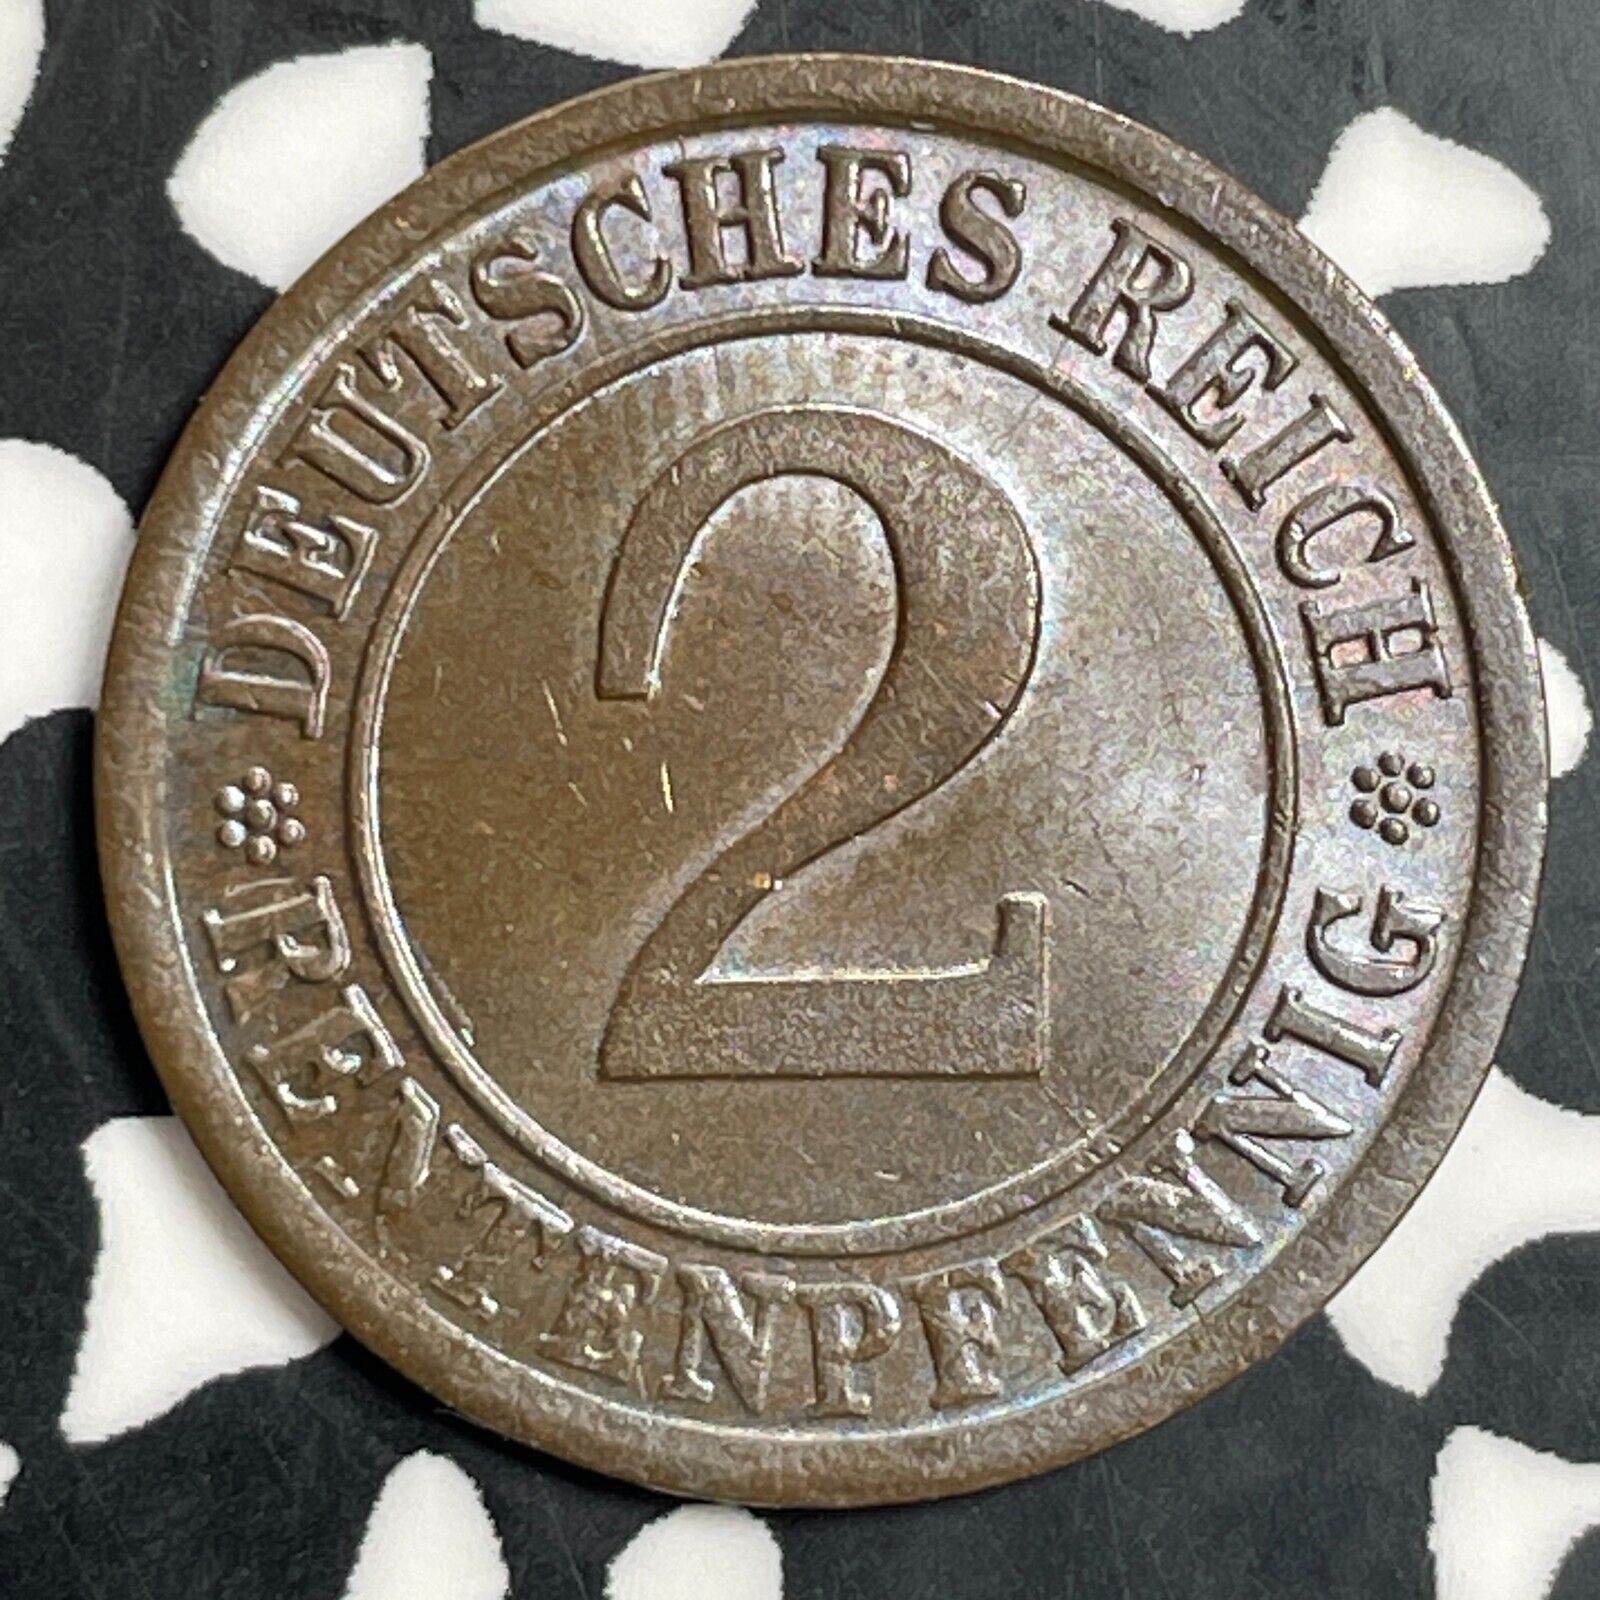 DEUTSCHES REICH
2
RENTENPFENNIG